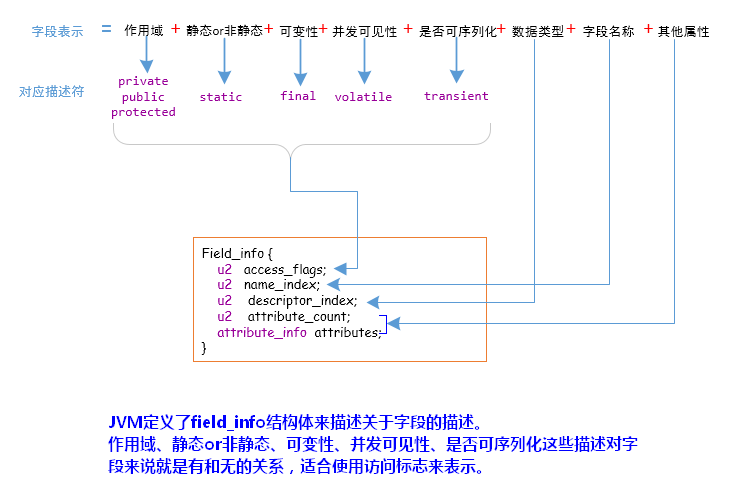 字段表示 = 作用域 + 静态or非静态 + 可变性 + 并发可见性 + 是否可序列化 + 数据类型 + 字段名称 + 其他属性
对应描述符
private
public
protected
static
final
volatile
transient
Field_info {
u2 access_flags;
u2 name_index;
u2 descriptor_index;
u2 attribute_count;
attribute_info attributes;
}
JVM定义了field_info结构体来描述关于字段的描述。
作用域、静态or非静态、可变性、并发可见性、是否可序列化这些描述对字
段来说就是有和无的关系，适合使用访问标志来表示。